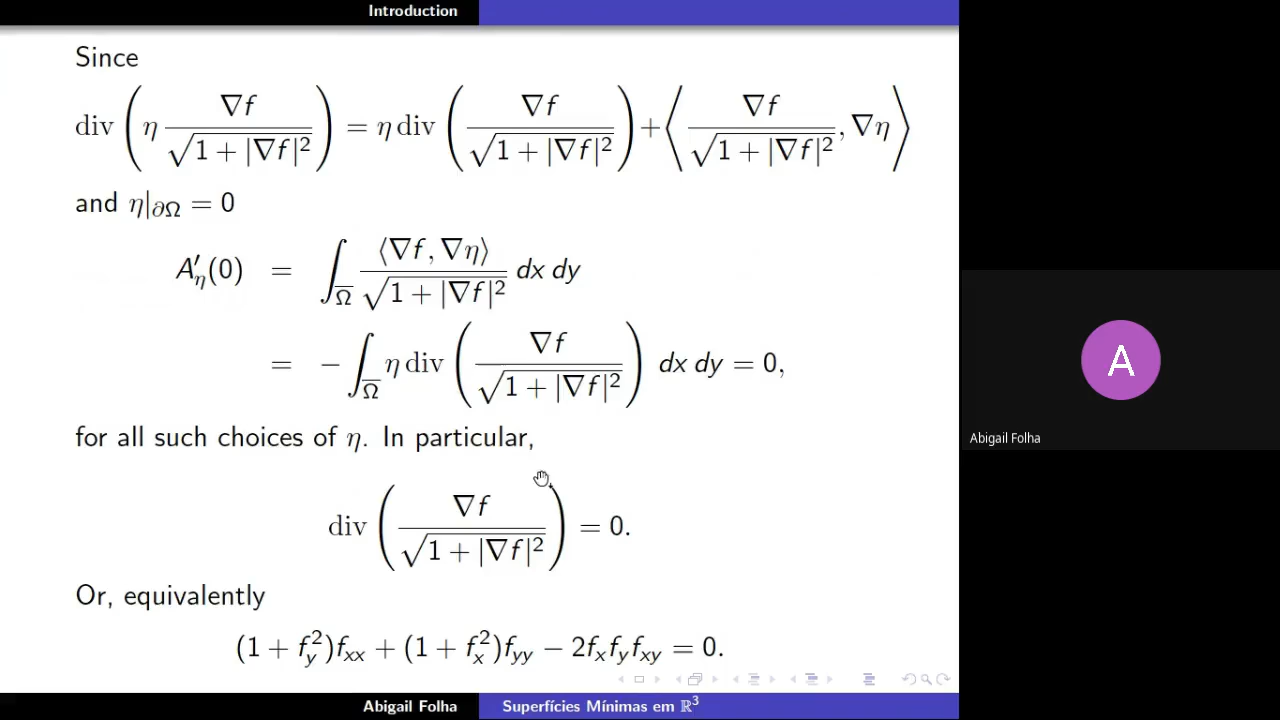 Introduction
Since
div ( η ∇f / √(1 + |∇f|²) ) = η div ( ∇f / √(1 + |∇f|²) ) + ⟨ ∇f / √(1 + |∇f|²) , ∇η ⟩
and η|∂Ω = 0
A′η(0) = ∫Ω̅ ⟨∇f, ∇η⟩ / √(1 + |∇f|²) dx dy
= − ∫Ω̅ η div ( ∇f / √(1 + |∇f|²) ) dx dy = 0,
for all such choices of η. In particular,
div ( ∇f / √(1 + |∇f|²) ) = 0.
Or, equivalently
(1 + f_y²)f_xx + (1 + f_x²)f_yy − 2f_x f_y f_xy = 0.
Abigail Folha Superfícies Mínimas em ℝ³
A
Abigail Folha